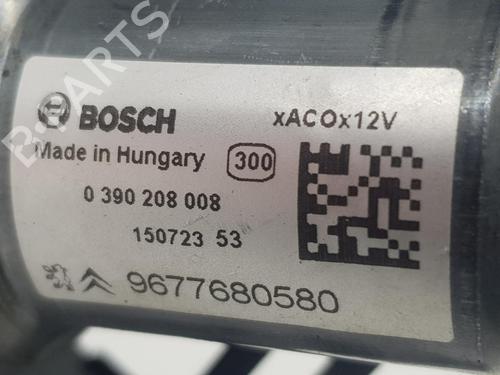 B-PARTS
BOSCH xACOx12V
Made in Hungary 300
0 390 208 008
150723 53
9677680580